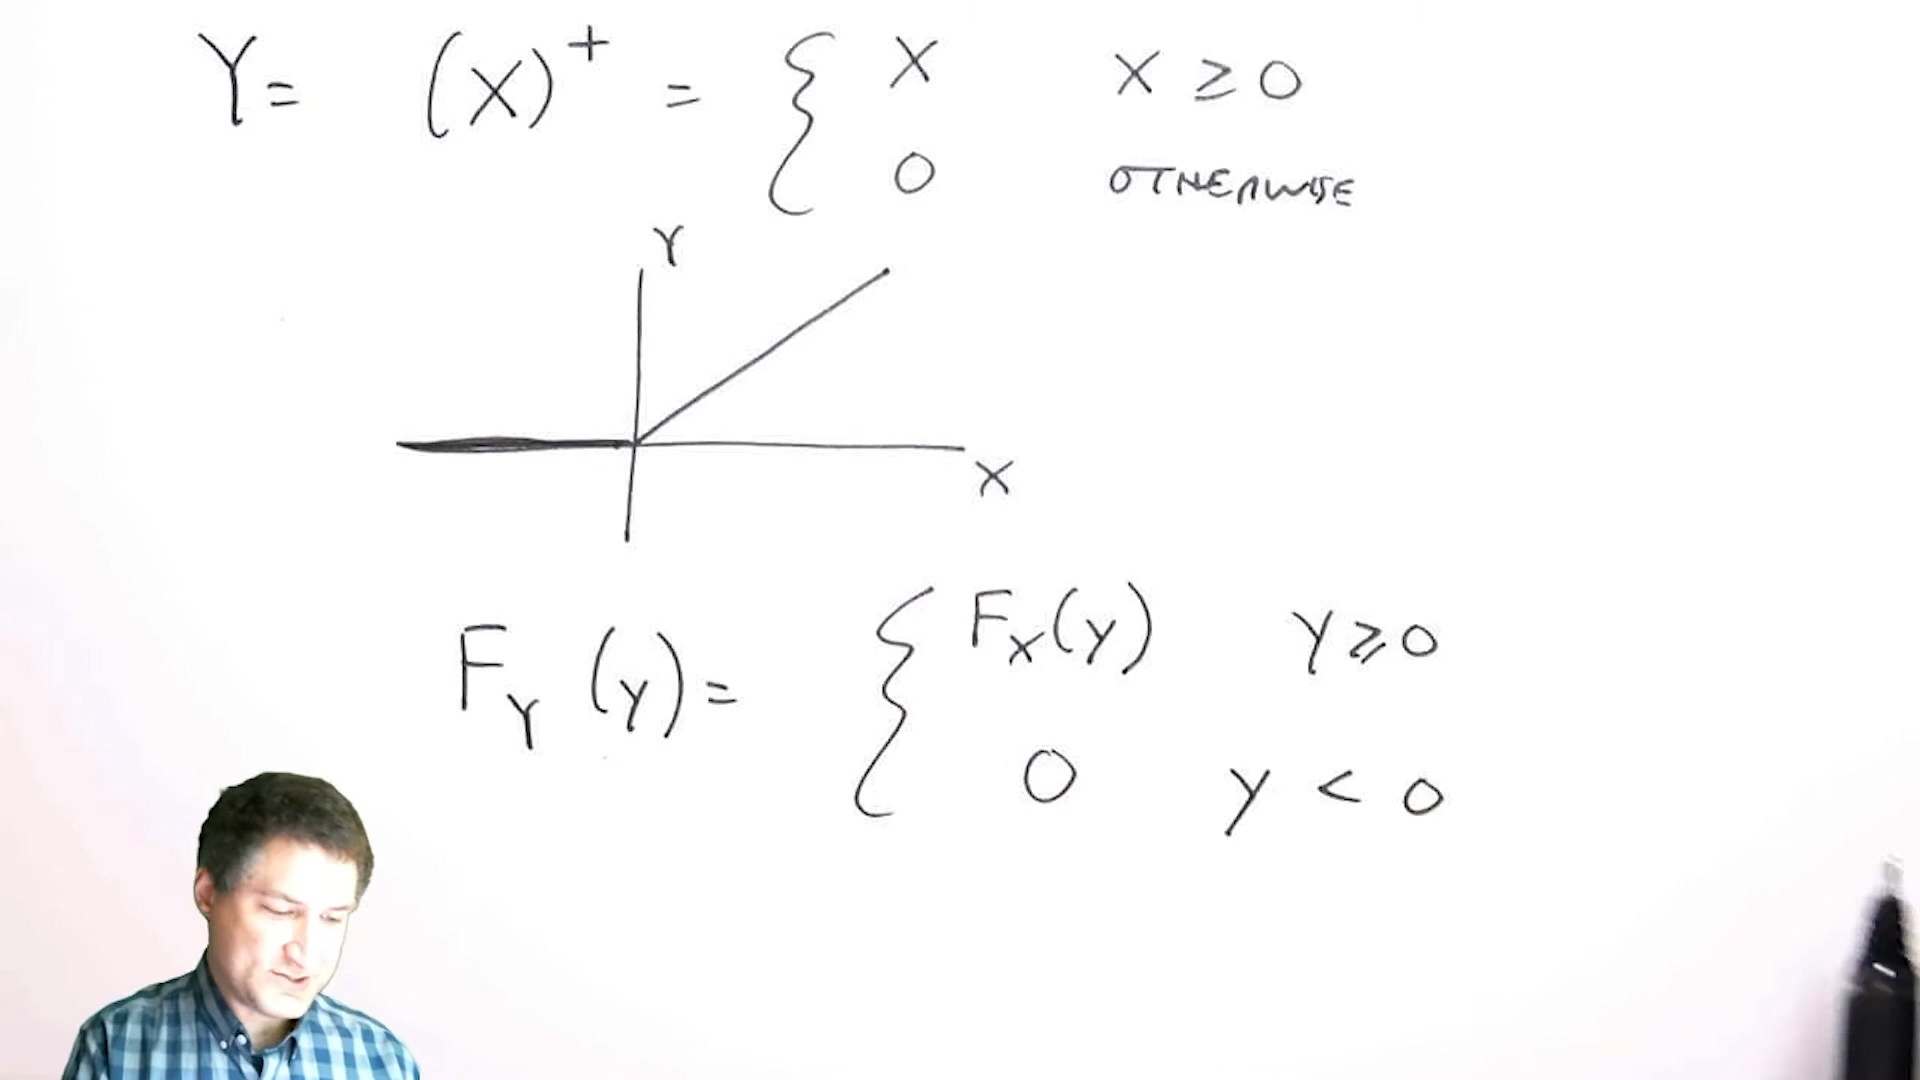 Y = (X)⁺ = { X X ≥ 0
0 OTHERWISE
Y
X
F_Y (y) = { F_X(y) y ≥ 0
0 y < 0